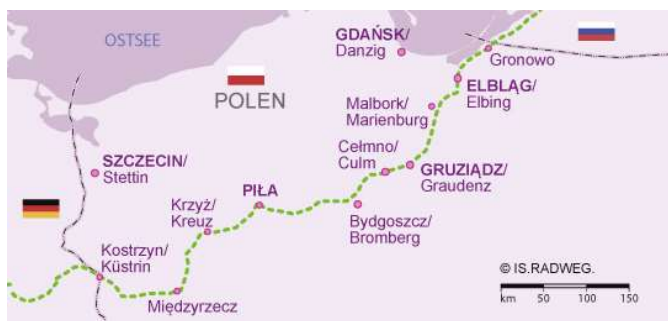 OSTSEE
GDAŃSK/
Danzig
Gronowo
POLEN
ELBLĄG/
Elbing
Malbork/
Marienburg
SZCZECIN/
Stettin
Cełmno/
Culm
GRUZIĄDZ/
Graudenz
Krzyż/
Kreuz
PIŁA
Bydgoszcz/
Bromberg
Kostrzyn/
Küstrin
Międzyrzecz
© IS.RADWEG.
km 50 100 150